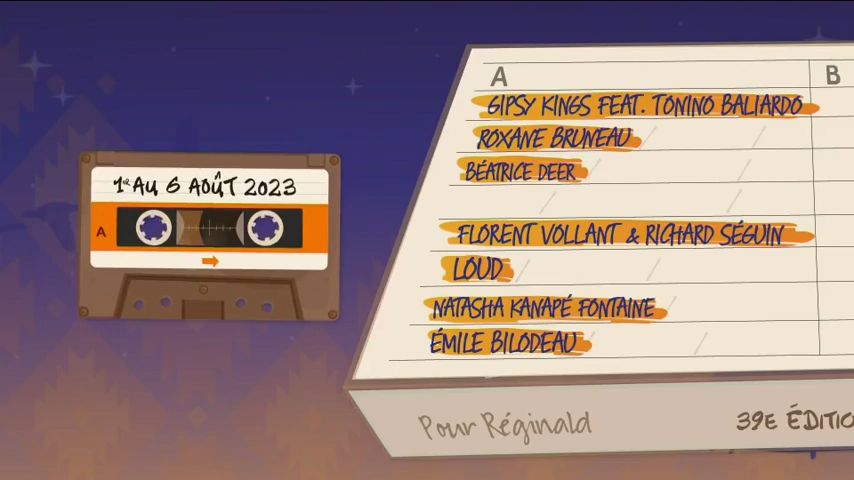 1er AU 6 AOÛT 2023
A
A
B
GIPSY KINGS FEAT. TONINO BALIARDO
ROXANE BRUNEAU
BÉATRICE DEER
FLORENT VOLLANT & RICHARD SÉGUIN
LOUD
NATASHA KANAPÉ FONTAINE
ÉMILE BILODEAU
Pour Réginald
39E